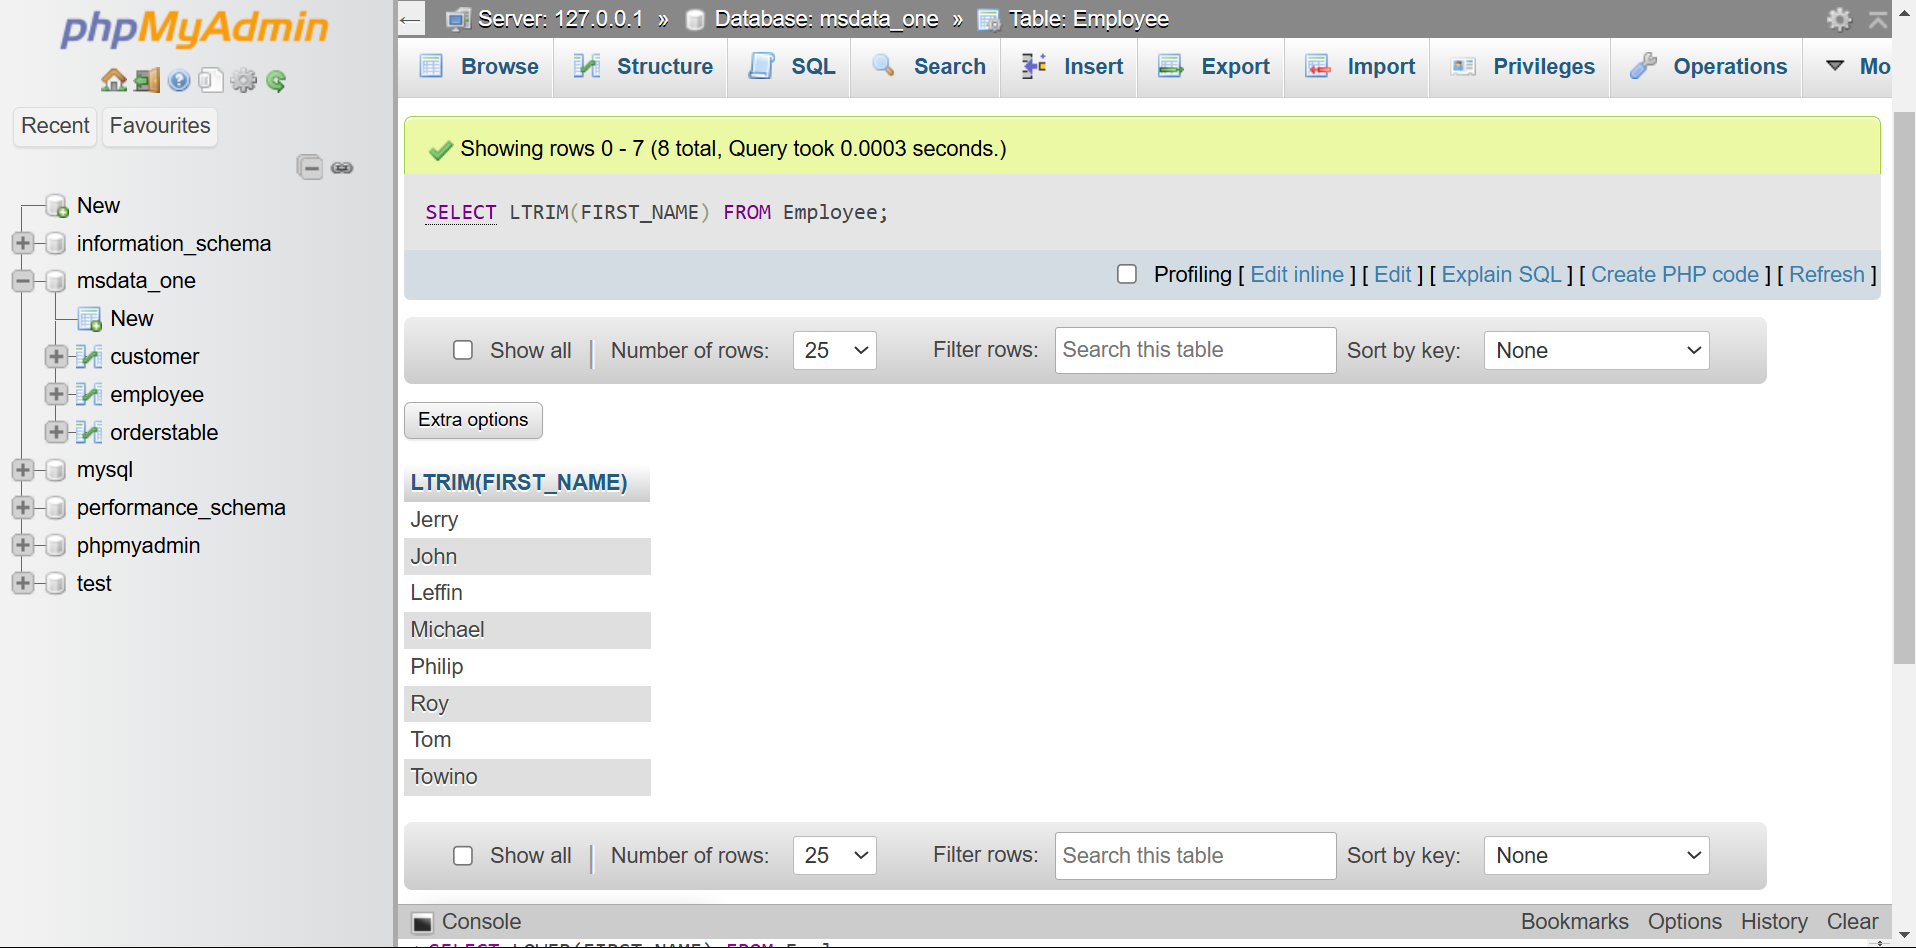 phpMyAdmin
Recent Favourites
New
information_schema
msdata_one
New
customer
employee
orderstable
mysql
performance_schema
phpmyadmin
test
Server: 127.0.0.1 » Database: msdata_one » Table: Employee
Browse Structure SQL Search Insert Export Import Privileges Operations Mo
Showing rows 0 - 7 (8 total, Query took 0.0003 seconds.)
SELECT LTRIM(FIRST_NAME) FROM Employee;
Profiling [ Edit inline ] [ Edit ] [ Explain SQL ] [ Create PHP code ] [ Refresh ]
Show all | Number of rows: 25 Filter rows: Search this table Sort by key: None
Extra options
LTRIM(FIRST_NAME)
Jerry
John
Leffin
Michael
Philip
Roy
Tom
Towino
Show all | Number of rows: 25 Filter rows: Search this table Sort by key: None
Console Bookmarks Options History Clear
SELECT LOWER(FIRST_NAME) FROM Empl